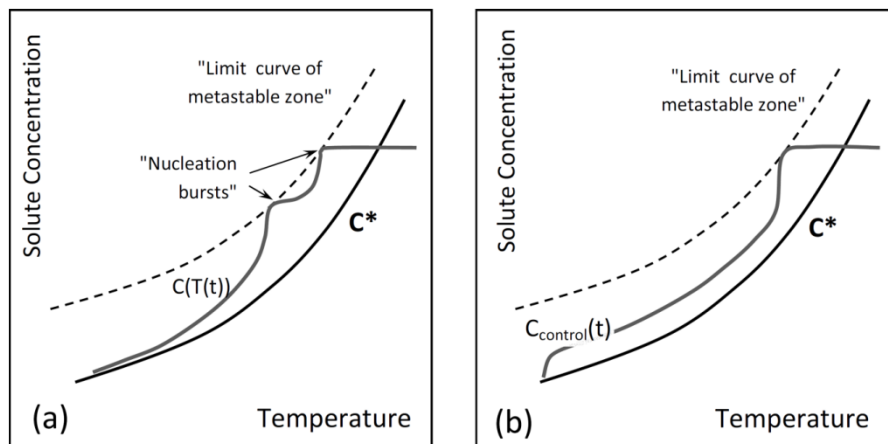 Solute Concentration
"Limit curve of
metastable zone"
"Nucleation
bursts"
C*
C(T(t))
(a)
Temperature
Solute Concentration
"Limit curve of
metastable zone"
C*
Ccontrol(t)
(b)
Temperature